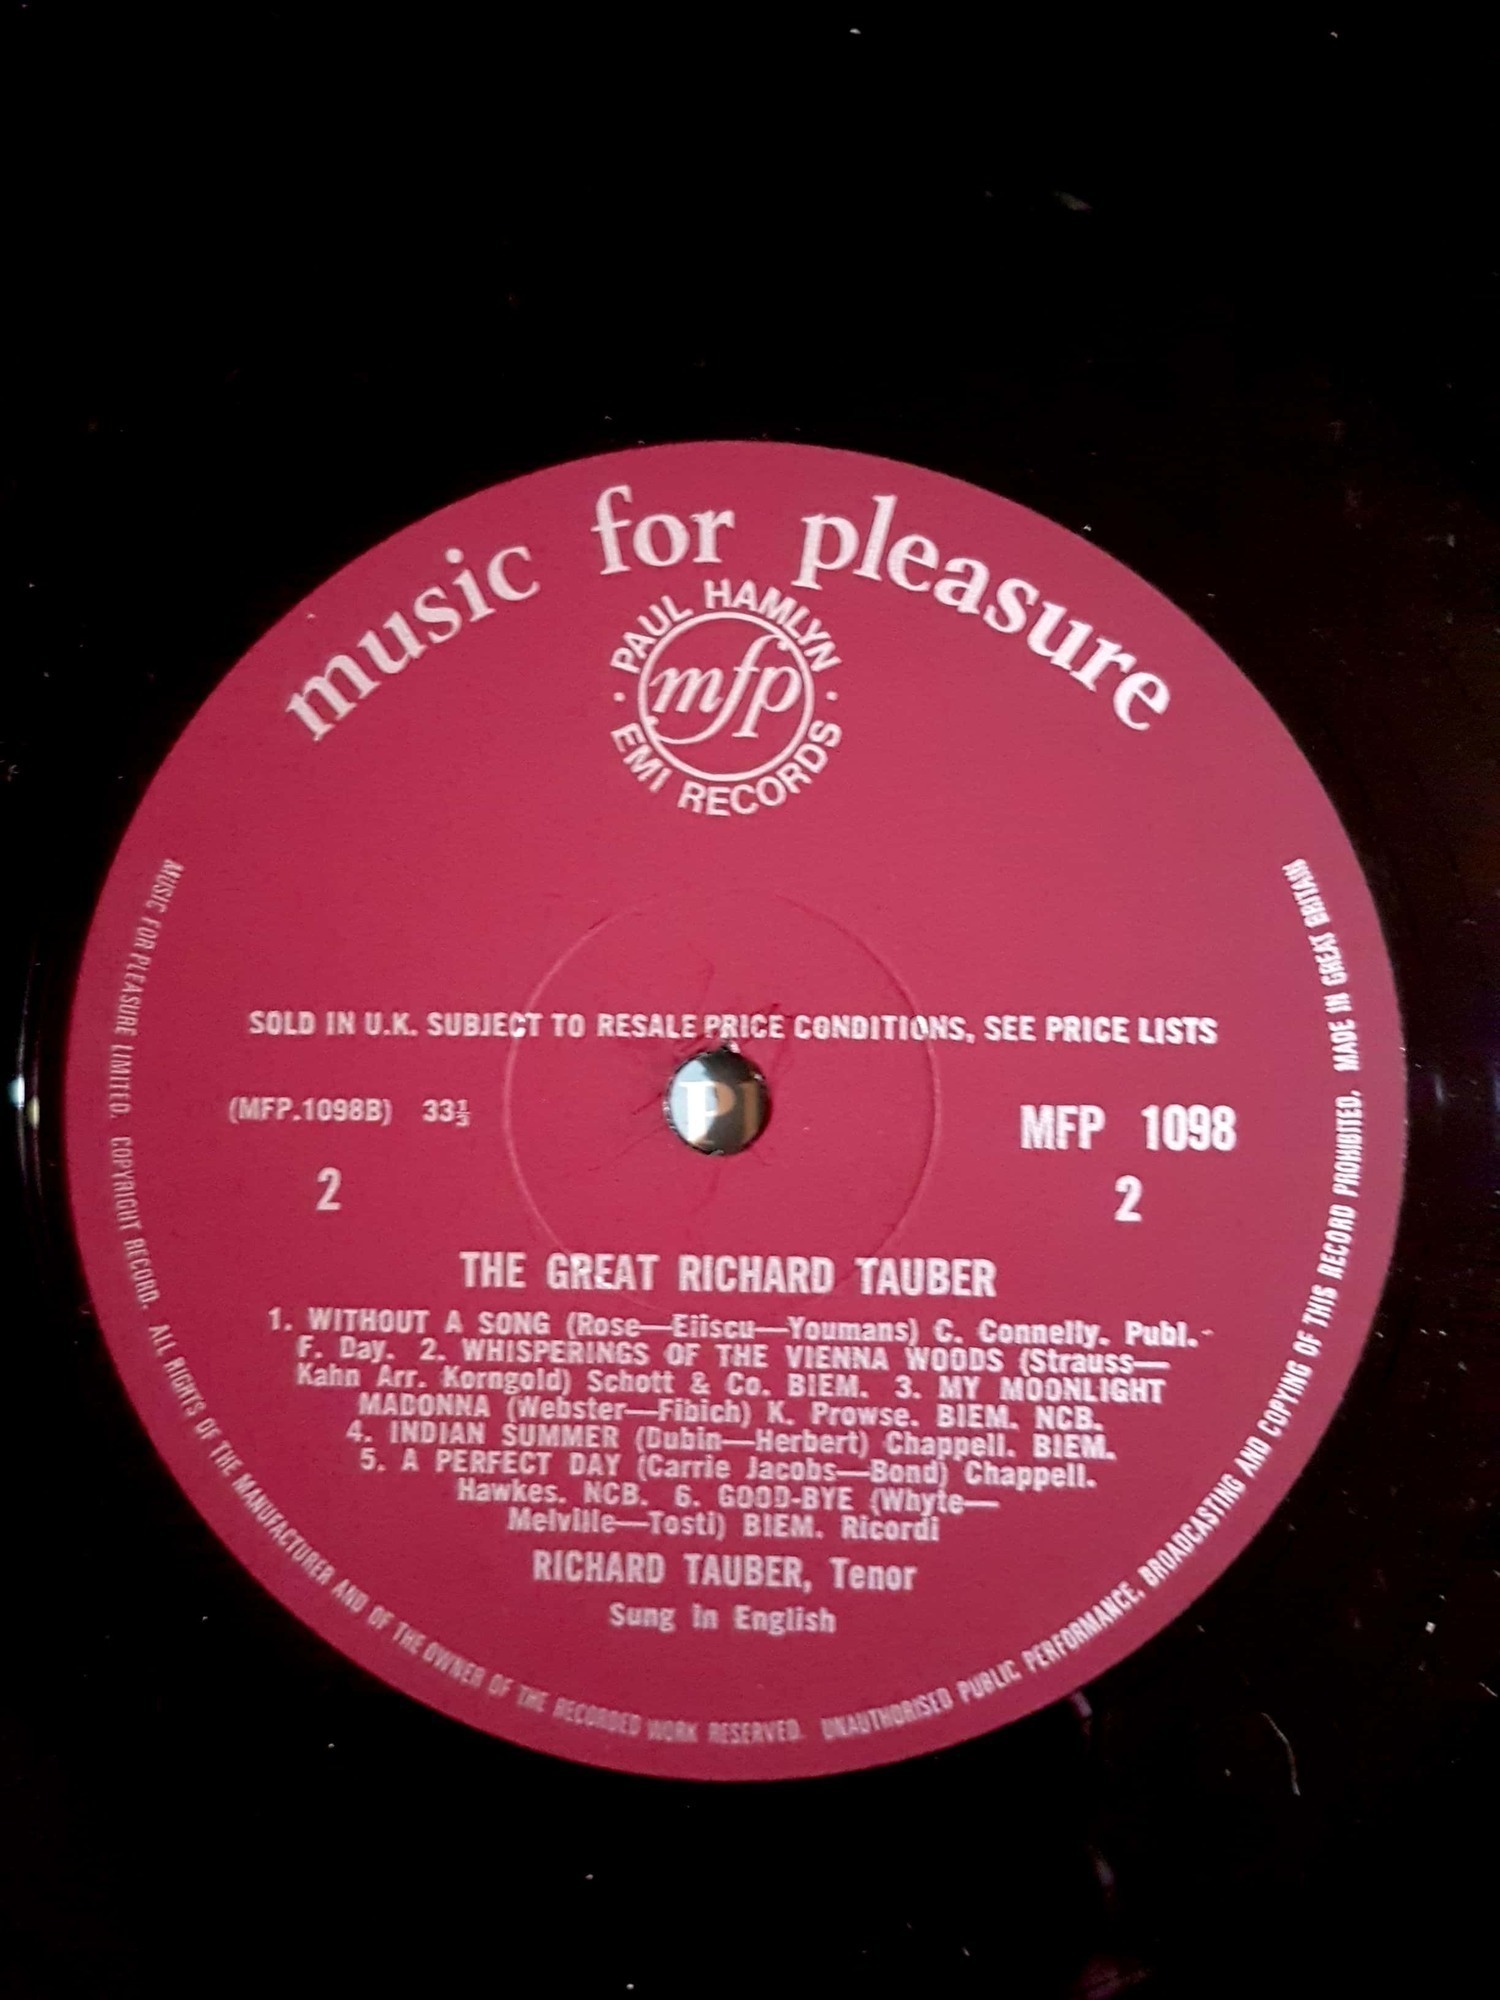 music for pleasure
PAUL HAMLYN
mfp
EMI RECORDS
SOLD IN U.K. SUBJECT TO RESALE PRICE CONDITIONS, SEE PRICE LISTS
(MFP.1098B) 33⅓
MFP 1098
2
2
THE GREAT RICHARD TAUBER
1. WITHOUT A SONG (Rose—Eliscu—Youmans) C. Connelly. Publ.-
F. Day. 2. WHISPERINGS OF THE VIENNA WOODS (Strauss—
Kahn Arr. Korngold) Schott & Co. BIEM. 3. MY MOONLIGHT
MADONNA (Webster—Fibich) K. Prowse. BIEM. NCB.
4. INDIAN SUMMER (Dubin—Herbert) Chappell. BIEM.
5. A PERFECT DAY (Carrie Jacobs—Bond) Chappell.
Hawkes. NCB. 6. GOOD-BYE (Whyte—
Melville—Tosti) BIEM. Ricordi
RICHARD TAUBER, Tenor
Sung in English
MUSIC FOR PLEASURE LIMITED. COPYRIGHT RECORD. ALL RIGHTS OF THE MANUFACTURER AND OF THE OWNER OF THE RECORDED WORK RESERVED. UNAUTHORISED PUBLIC PERFORMANCE, BROADCASTING AND COPYING OF THIS RECORD PROHIBITED. MADE IN GREAT BRITAIN